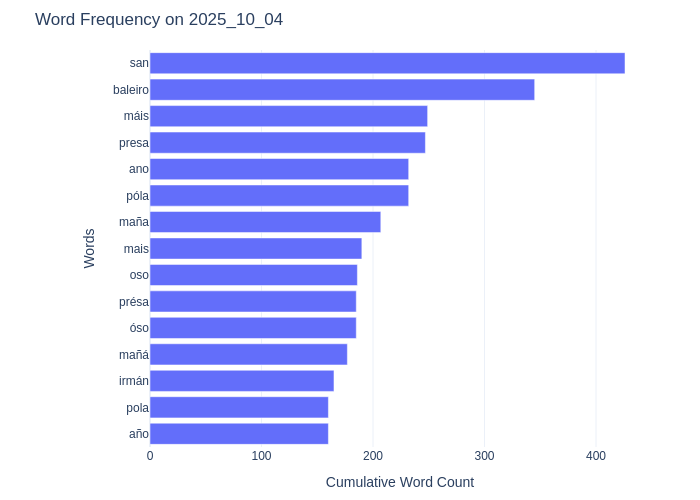 Word Frequency on 2025_10_04
Words
san
baleiro
máis
presa
ano
póla
maña
mais
oso
présa
óso
mañá
irmán
pola
año
0 100 200 300 400
Cumulative Word Count